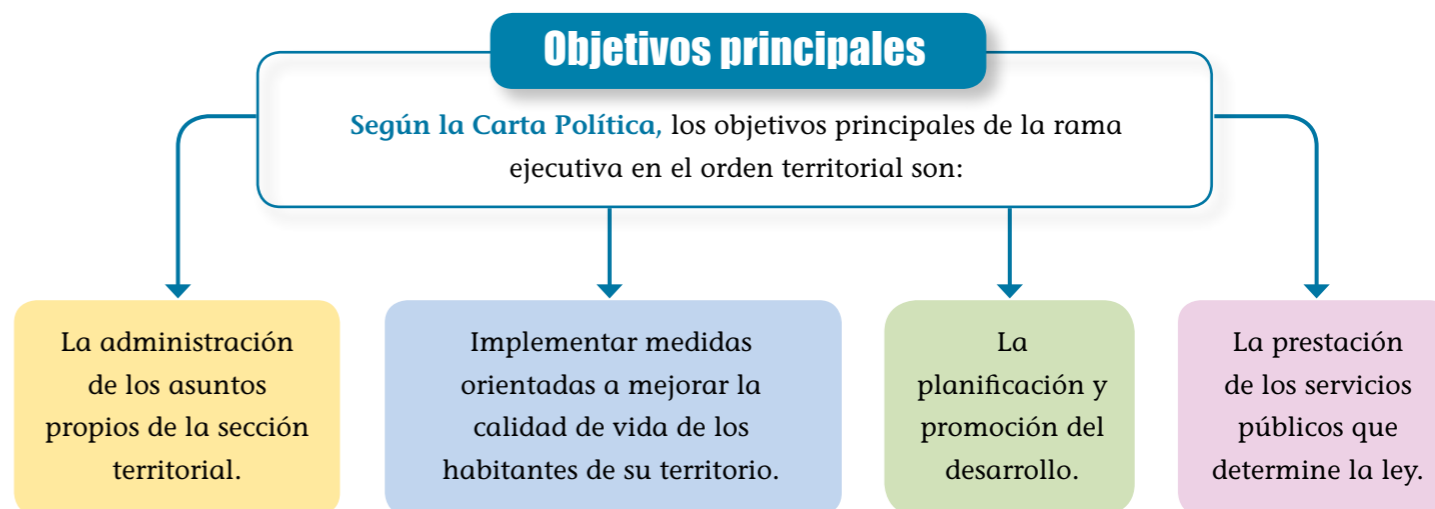 Objetivos principales
Según la Carta Política, los objetivos principales de la rama
ejecutiva en el orden territorial son:
La administración
de los asuntos
propios de la sección
territorial.
Implementar medidas
orientadas a mejorar la
calidad de vida de los
habitantes de su territorio.
La
planificación y
promoción del
desarrollo.
La prestación
de los servicios
públicos que
determine la ley.